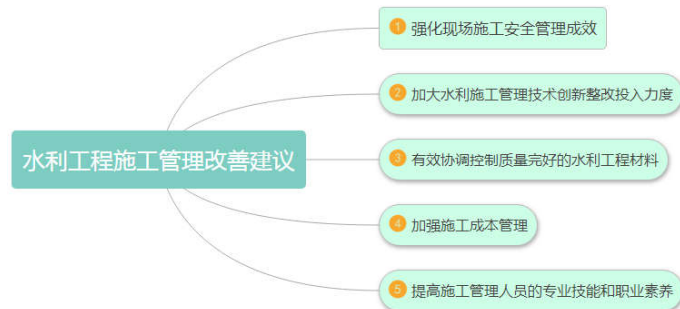 水利工程施工管理改善建议
1 强化现场施工安全管理成效
2 加大水利施工管理技术创新整改投入力度
3 有效协调控制质量完好的水利工程材料
4 加强施工成本管理
5 提高施工管理人员的专业技能和职业素养